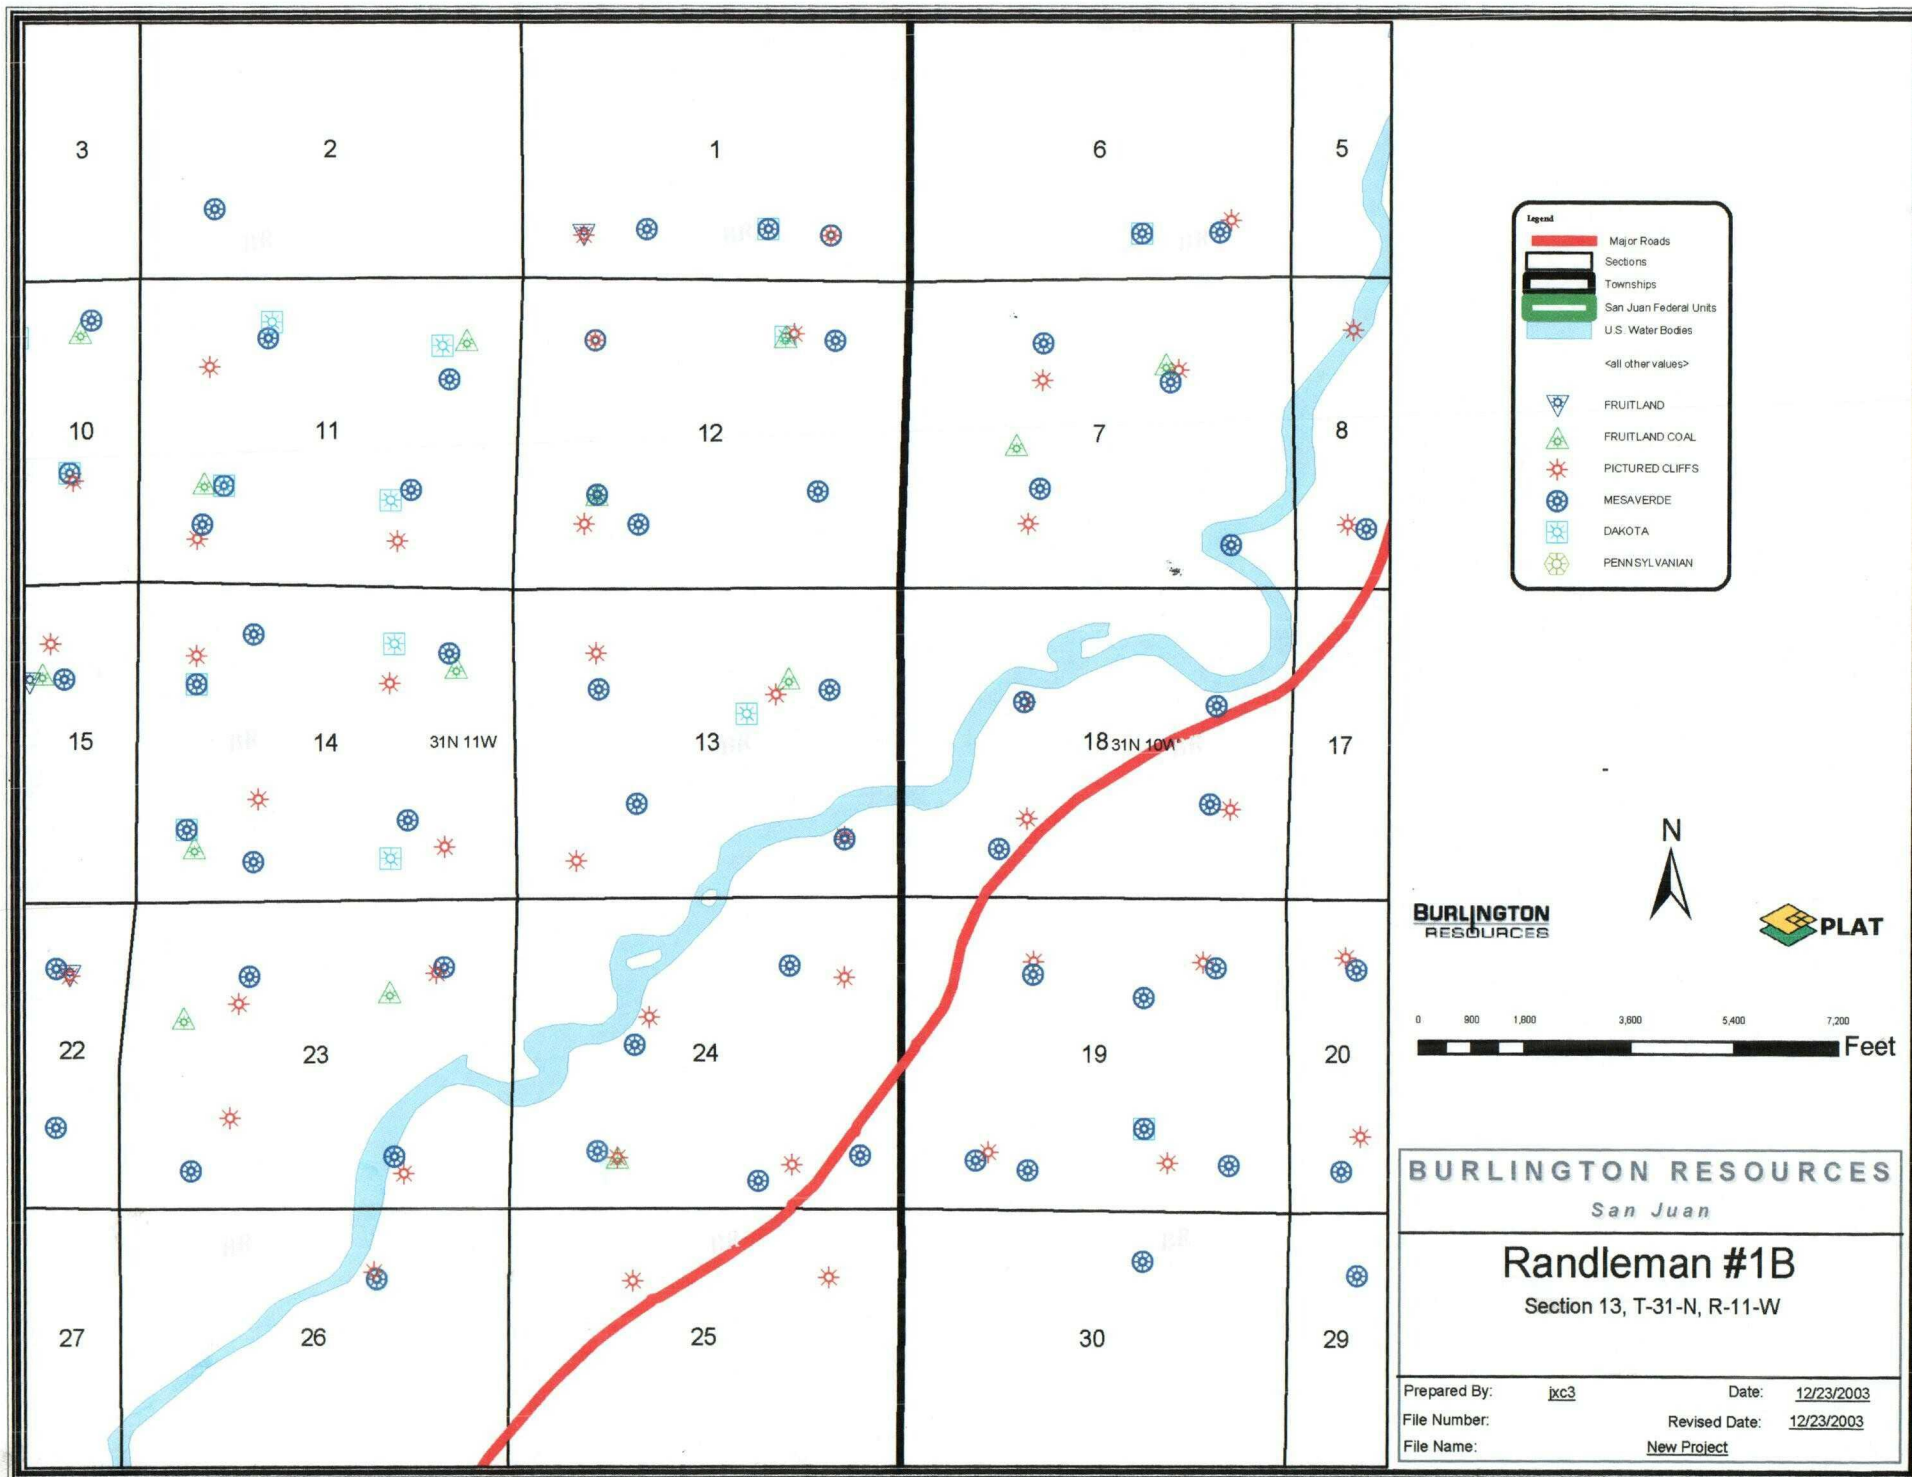 3 2 1 6 5
10 11 12 7 8
15 14 31N 11W 13 18 31N 10W 17
22 23 24 19 20
27 26 25 30 29
Legend
Major Roads
Sections
Townships
San Juan Federal Units
U.S. Water Bodies
<all other values>
FRUITLAND
FRUITLAND COAL
PICTURED CLIFFS
MESAVERDE
DAKOTA
PENNSYLVANIAN
N
BURLINGTON
RESOURCES
PLAT
0 900 1,800 3,600 5,400 7,200
Feet
BURLINGTON RESOURCES
San Juan
Randleman #1B
Section 13, T-31-N, R-11-W
Prepared By: jxc3 Date: 12/23/2003
File Number: Revised Date: 12/23/2003
File Name: New Project